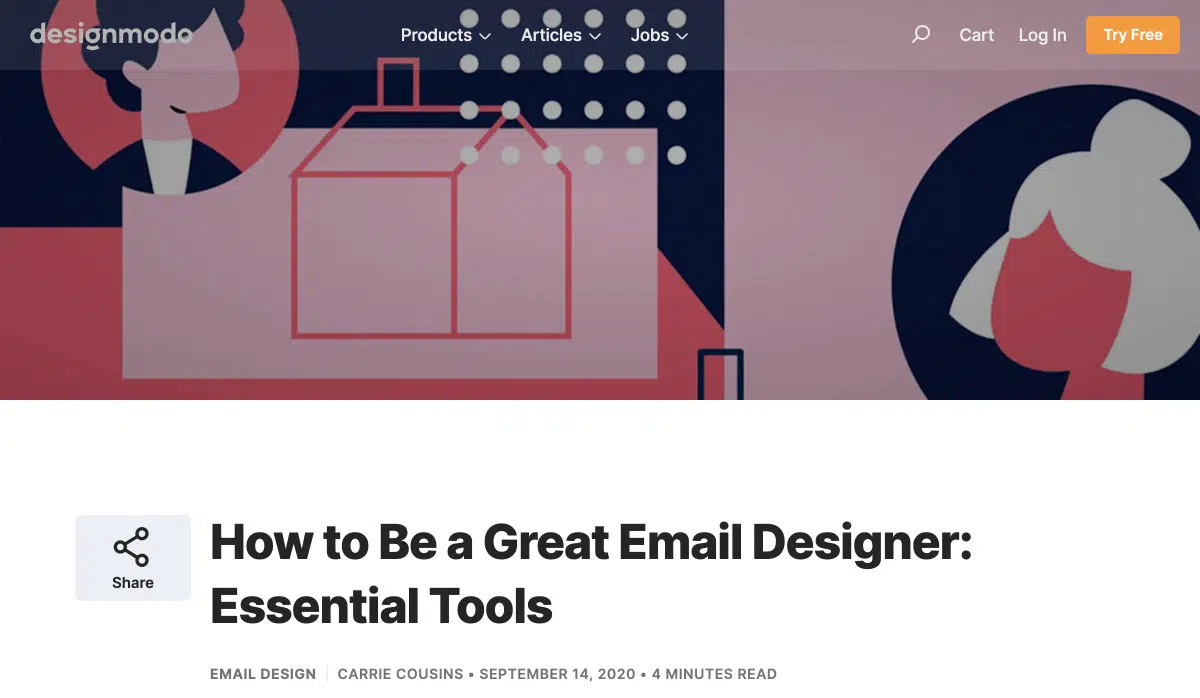 designmodo
Products Articles Jobs Cart Log In Try Free
How to Be a Great Email Designer:
Essential Tools
Share
EMAIL DESIGN CARRIE COUSINS • SEPTEMBER 14, 2020 • 4 MINUTES READ